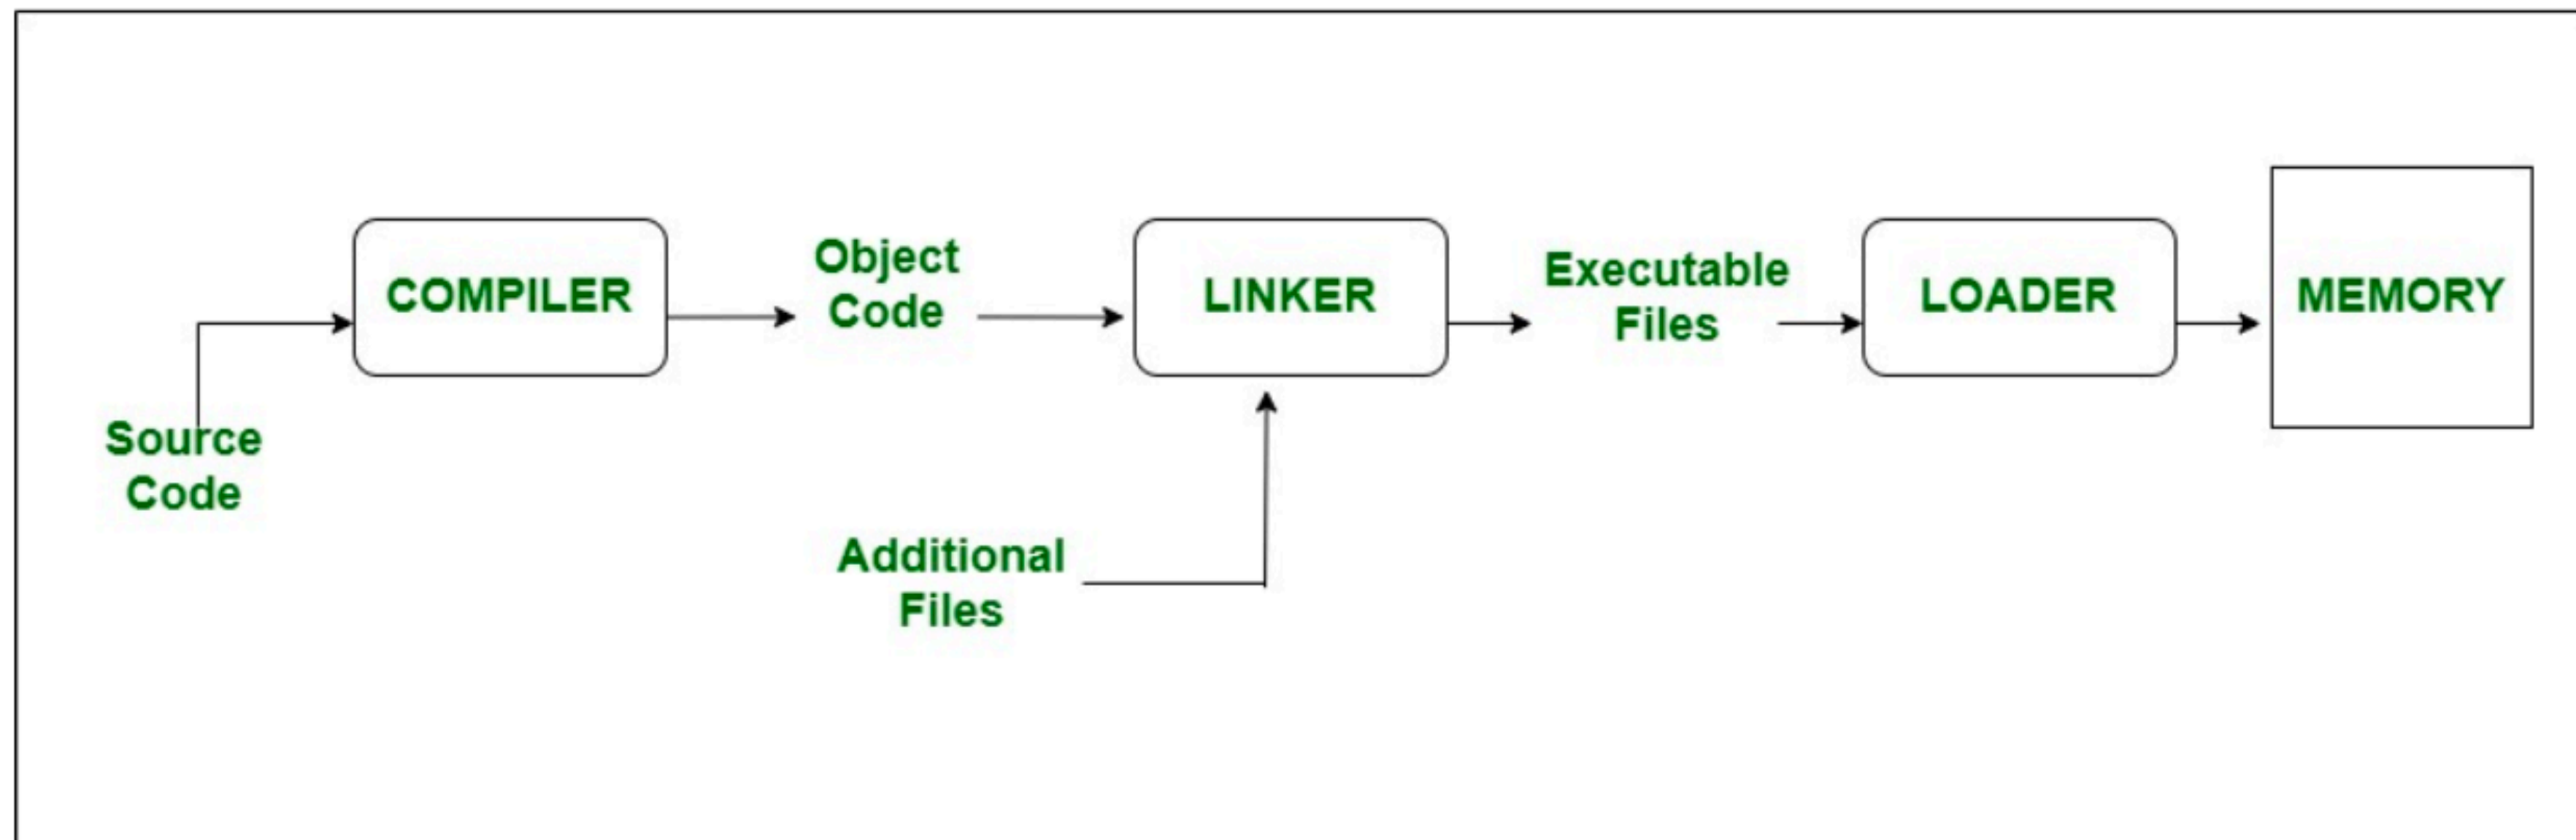 Source
Code
COMPILER
Object
Code
LINKER
Additional
Files
Executable
Files
LOADER
MEMORY